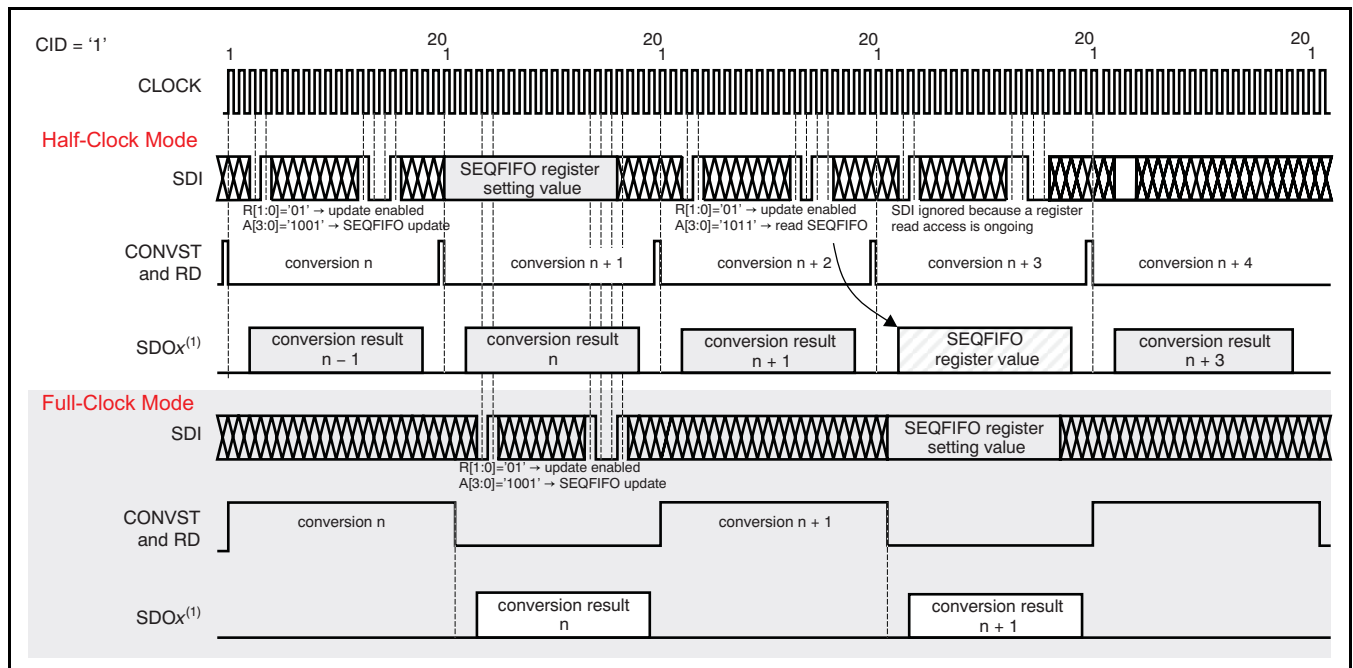 CID = '1'
1 20 1 20 1 20 1 20 1 20 1
CLOCK
Half-Clock Mode
SDI
SEQFIFO register
setting value
R[1:0]='01' → update enabled
A[3:0]='1001' → SEQFIFO update
R[1:0]='01' → update enabled
A[3:0]='1011' → read SEQFIFO
SDI ignored because a register
read access is ongoing
CONVST
and RD
conversion n
conversion n + 1
conversion n + 2
conversion n + 3
conversion n + 4
SDOx(1)
conversion result
n − 1
conversion result
n
conversion result
n + 1
SEQFIFO
register value
conversion result
n + 3
Full-Clock Mode
SDI
SEQFIFO register
setting value
R[1:0]='01' → update enabled
A[3:0]='1001' → SEQFIFO update
CONVST
and RD
conversion n
conversion n + 1
SDOx(1)
conversion result
n
conversion result
n + 1